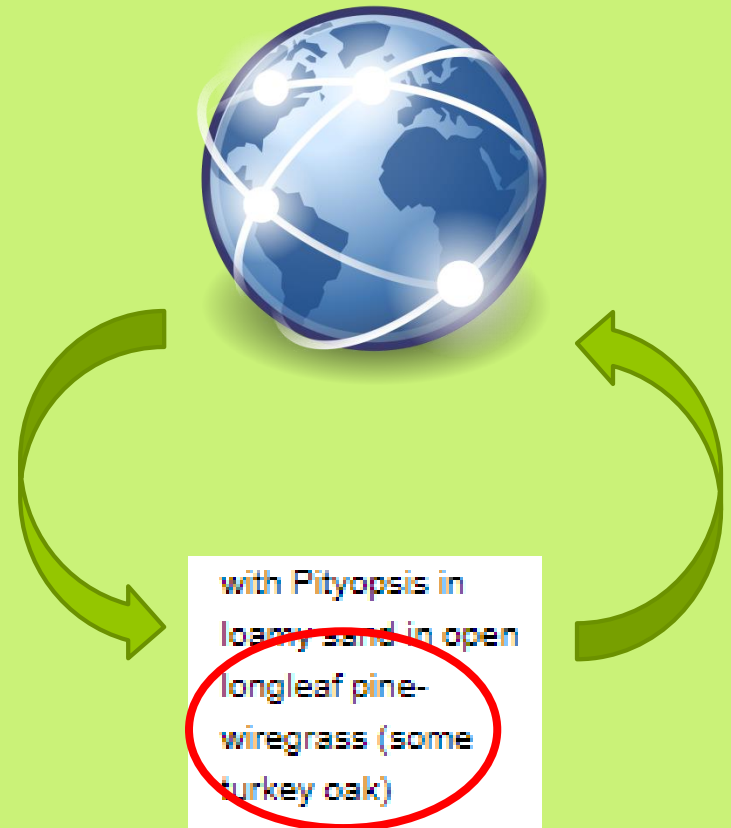 with Pityopsis in
loamy sand in open
longleaf pine-
wiregrass (some
turkey oak)